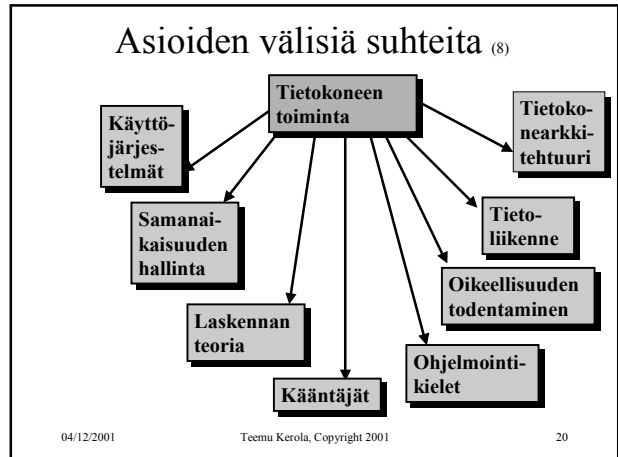 Asioiden välisiä suhteita (8)
Tietokoneen
toiminta
Käyttö-
järjes-
telmät
Samanai-
kaisuuden
hallinta
Laskennan
teoria
Kääntäjät
Ohjelmointi-
kielet
Oikeellisuuden
todentaminen
Tieto-
liikenne
Tietoko-
nearkki-
tehtuuri
04/12/2001
Teemu Kerola, Copyright 2001
20